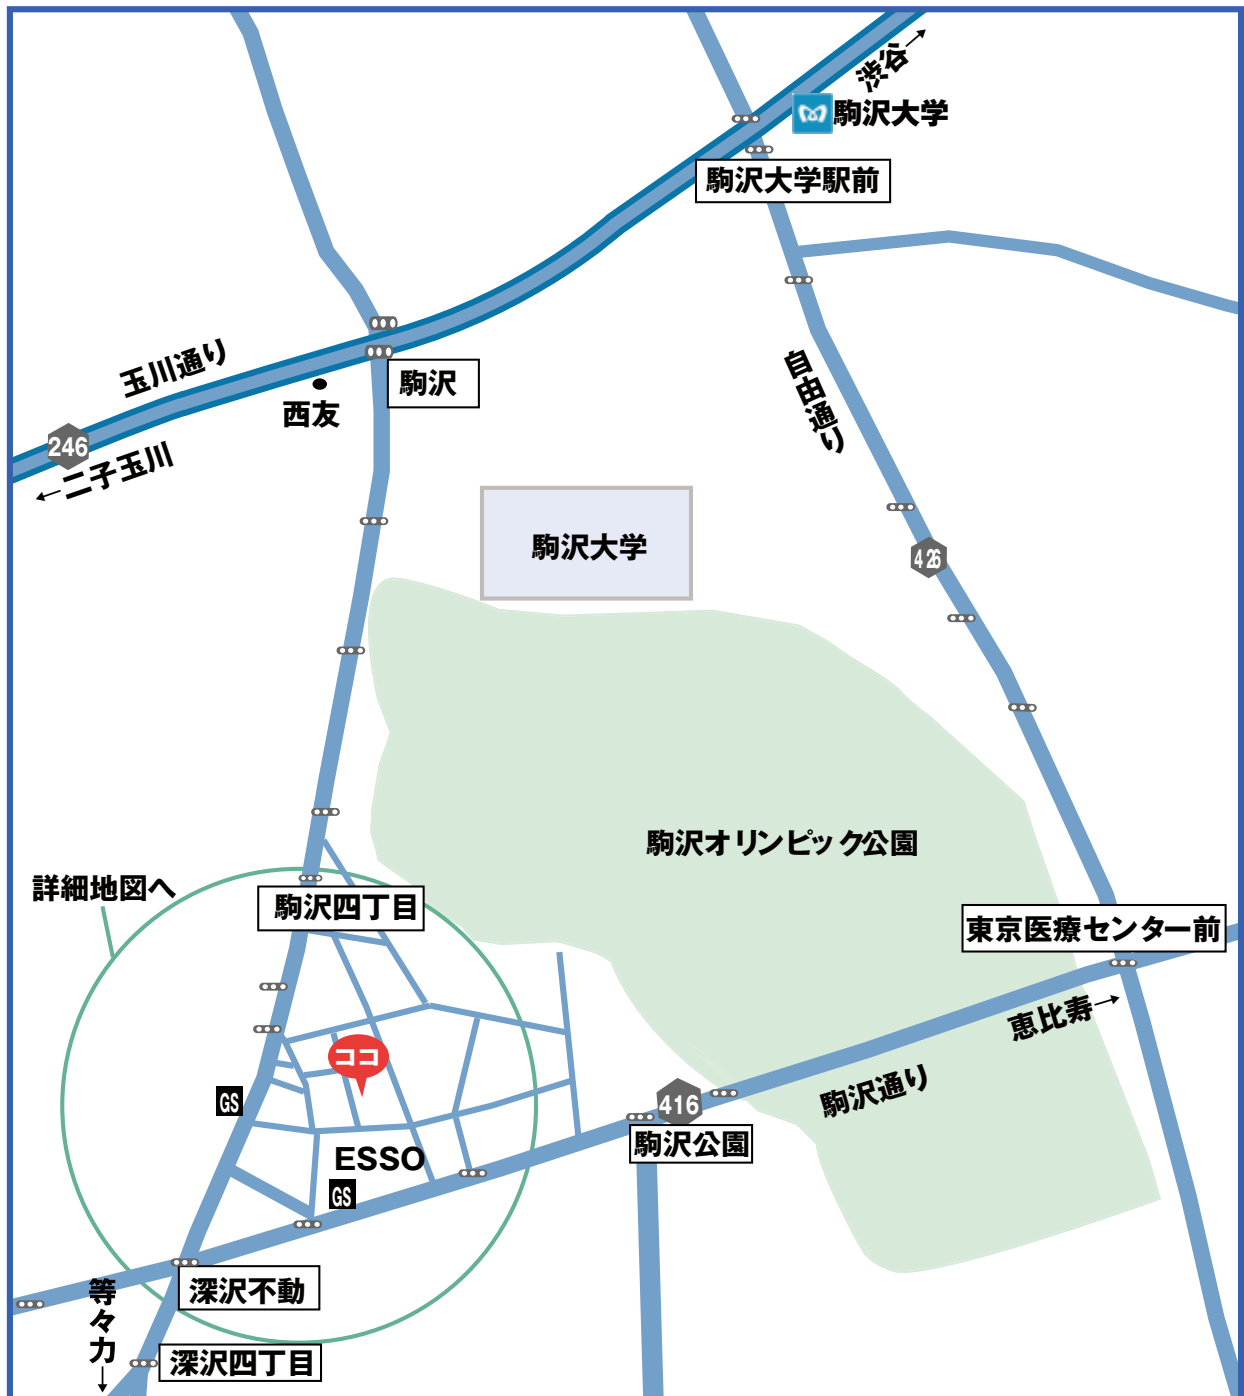 渋谷
駒沢大学
駒沢大学駅前
玉川通り
駒沢
西友
自由通り
246
二子玉川
駒沢大学
426
駒沢オリンピック公園
詳細地図へ
駒沢四丁目
東京医療センター前
恵比寿
ココ
駒沢通り
GS
416
駒沢公園
ESSO
GS
深沢不動
等々力
深沢四丁目